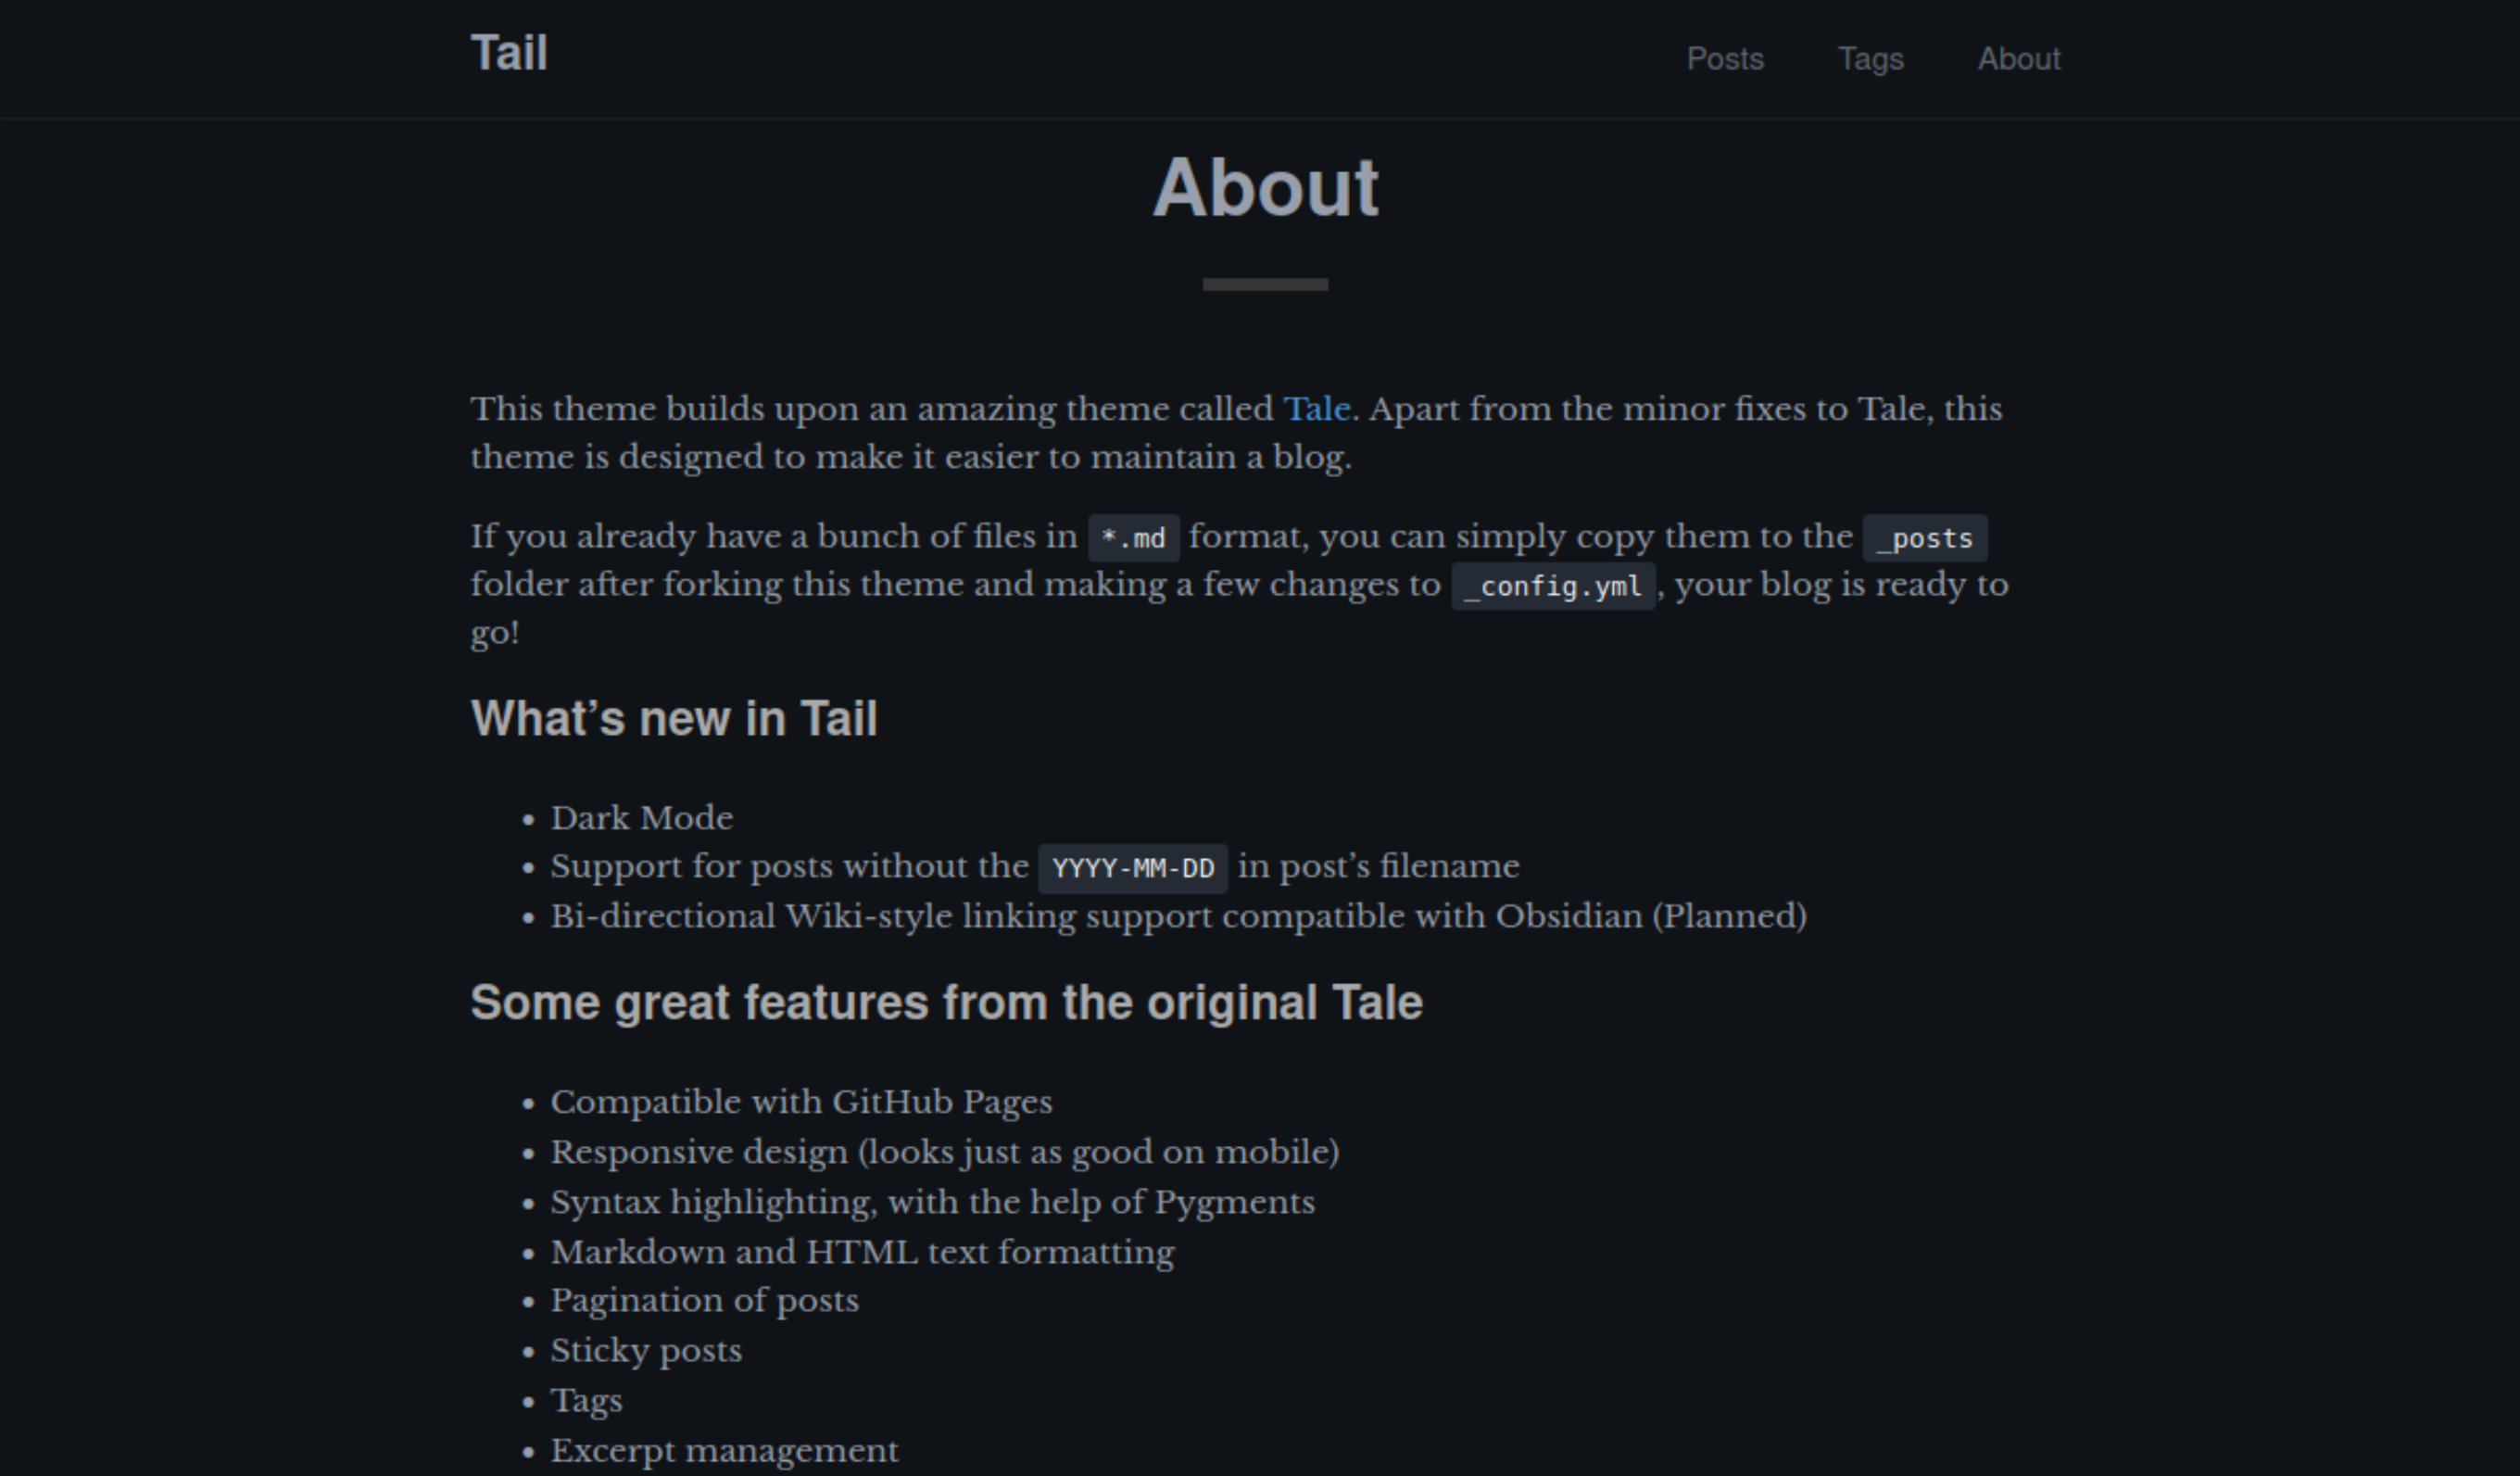 Tail
Posts Tags About
About
This theme builds upon an amazing theme called Tale. Apart from the minor fixes to Tale, this
theme is designed to make it easier to maintain a blog.
If you already have a bunch of files in *.md format, you can simply copy them to the _posts
folder after forking this theme and making a few changes to _config.yml, your blog is ready to
go!
What’s new in Tail
• Dark Mode
• Support for posts without the YYYY-MM-DD in post’s filename
• Bi-directional Wiki-style linking support compatible with Obsidian (Planned)
Some great features from the original Tale
• Compatible with GitHub Pages
• Responsive design (looks just as good on mobile)
• Syntax highlighting, with the help of Pygments
• Markdown and HTML text formatting
• Pagination of posts
• Sticky posts
• Tags
• Excerpt management